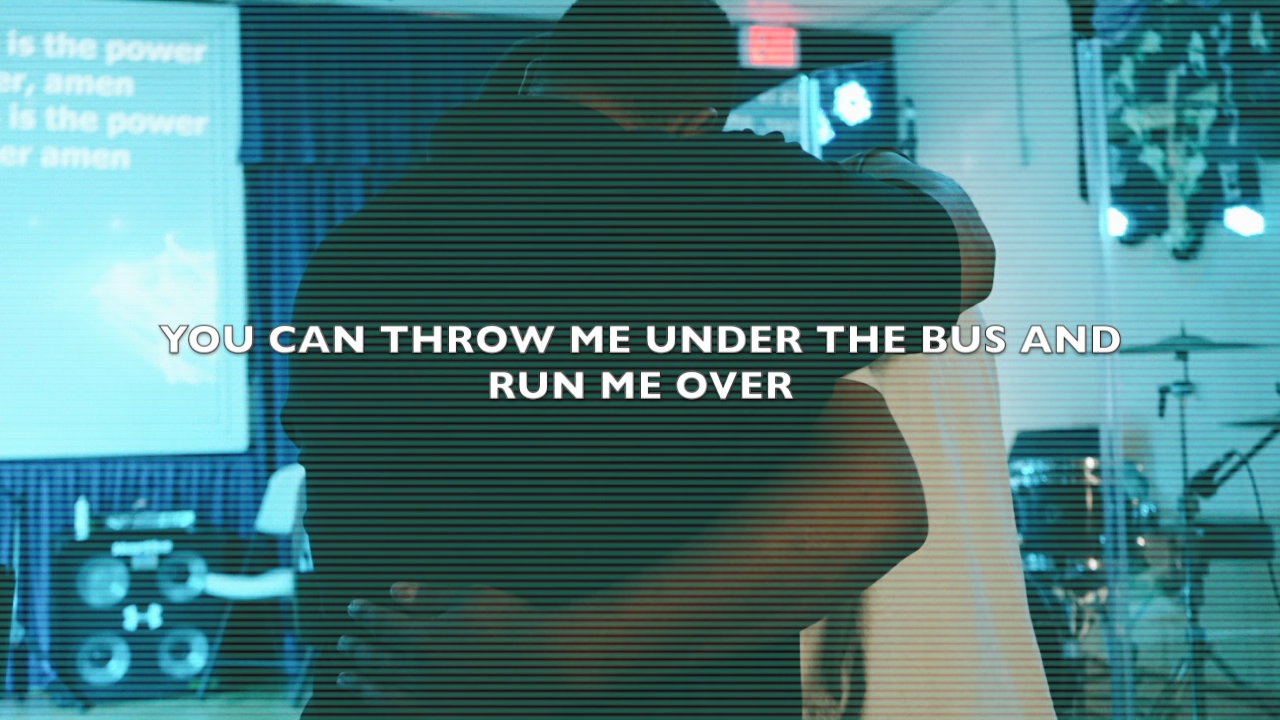 is the power
er, amen
is the power
er amen
YOU CAN THROW ME UNDER THE BUS AND
RUN ME OVER